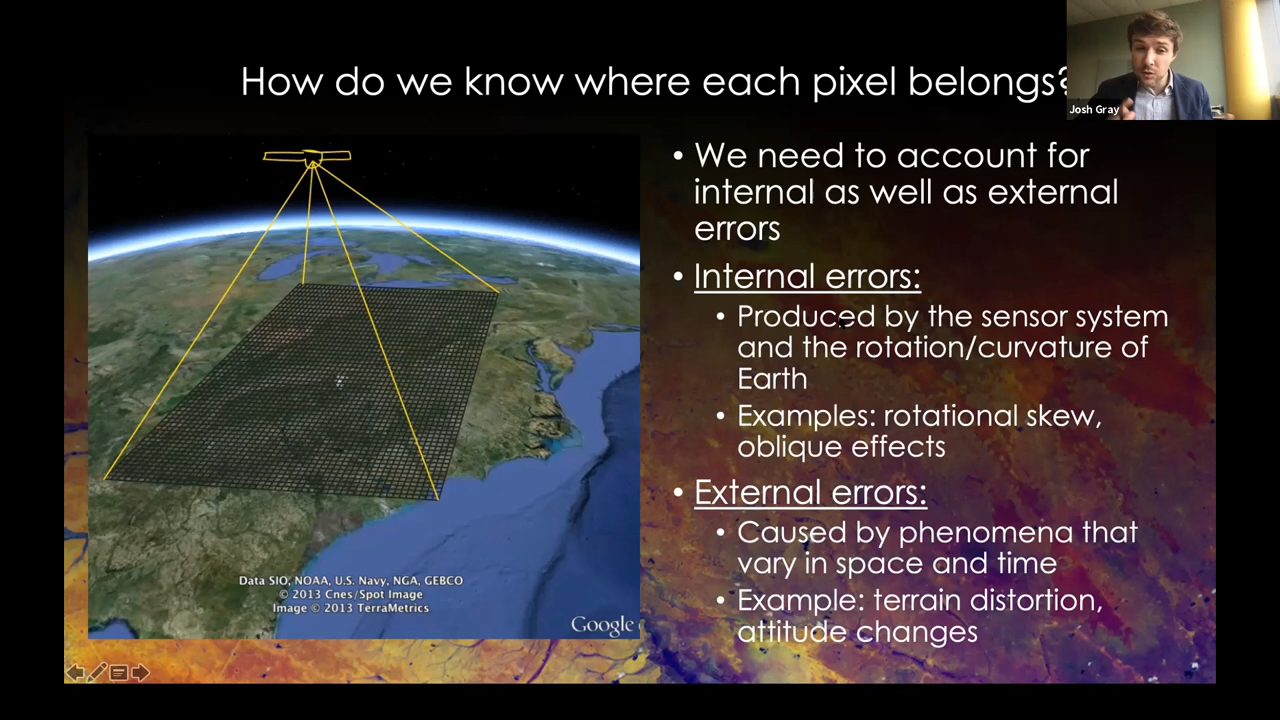 How do we know where each pixel belongs?
Josh Gray
• We need to account for
internal as well as external
errors
• Internal errors:
• Produced by the sensor system
and the rotation/curvature of
Earth
• Examples: rotational skew,
oblique effects
• External errors:
• Caused by phenomena that
vary in space and time
• Example: terrain distortion,
attitude changes
Data SIO, NOAA, U.S. Navy, NGA, GEBCO
© 2013 Cnes/Spot Image
Image © 2013 TerraMetrics
Google